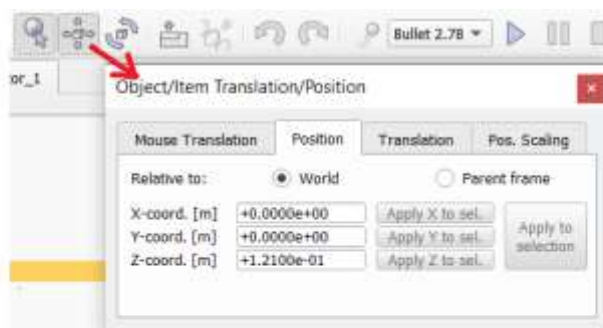 Bullet 2.78
or_1
Object/Item Translation/Position
Mouse Translation Position Translation Pos. Scaling
Relative to: World Parent frame
X-coord. [m] +0.0000e+00 Apply X to sel.
Y-coord. [m] +0.0000e+00 Apply Y to sel.
Apply to selection
Z-coord. [m] +1.2100e-01 Apply Z to sel.